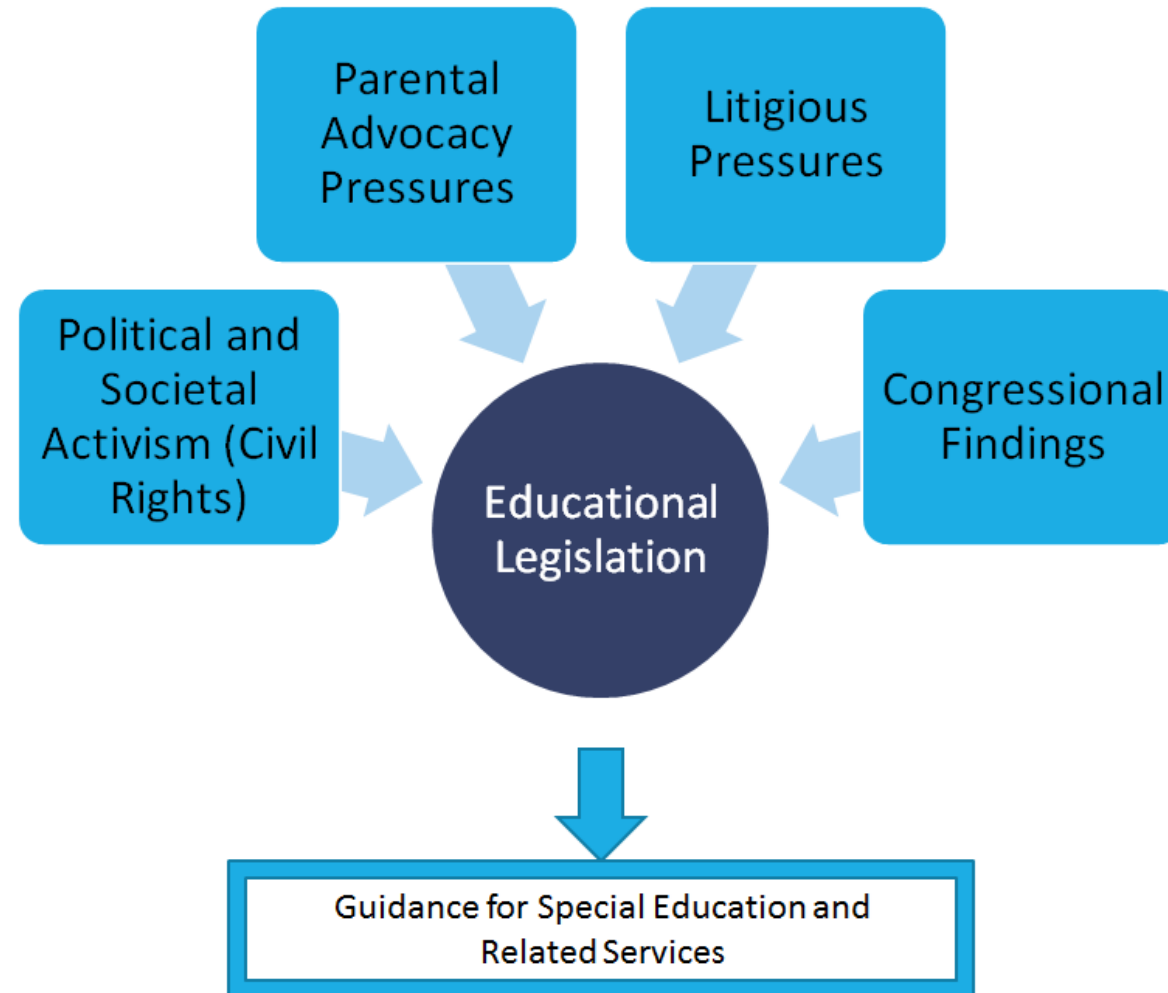 Parental
Advocacy
Pressures
Litigious
Pressures
Political and
Societal
Activism (Civil
Rights)
Congressional
Findings
Educational
Legislation
Guidance for Special Education and
Related Services